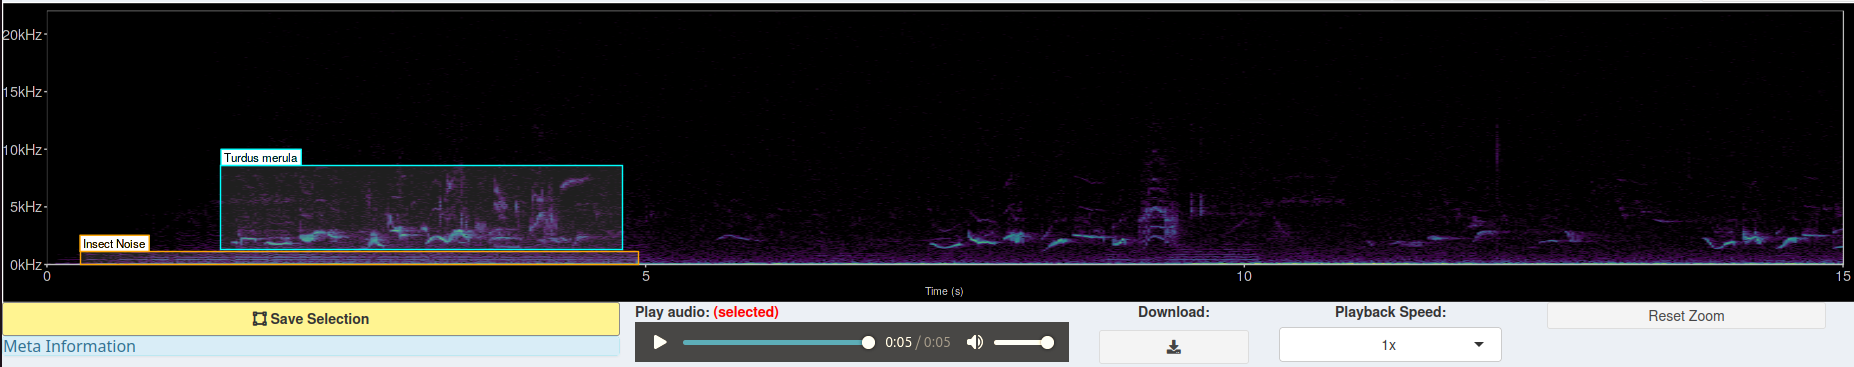 20kHz
15kHz
10kHz
Turdus merula
5kHz
Insect Noise
0kHz
0 5 10 15
Time (s)
Save Selection
Meta Information
Play audio: (selected)
0:05 / 0:05
Download:
Playback Speed:
1x
Reset Zoom